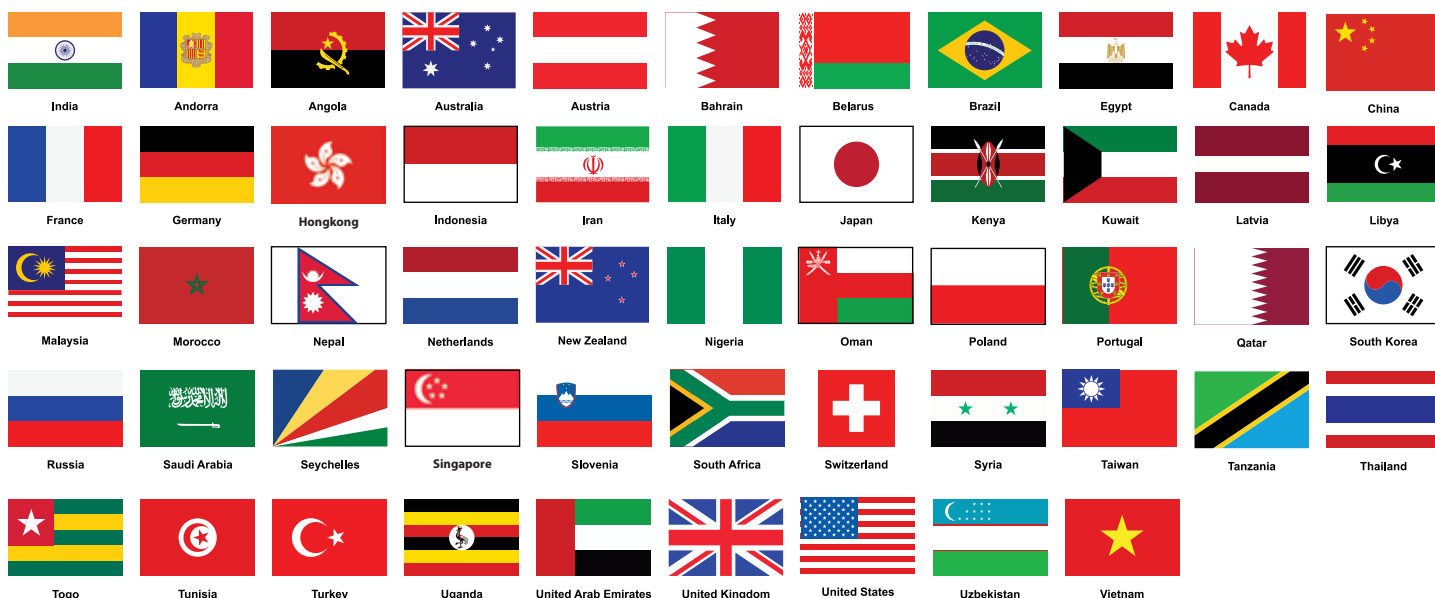 India Andorra Angola Australia Austria Bahrain Belarus Brazil Egypt Canada China
France Germany Hongkong Indonesia Iran Italy Japan Kenya Kuwait Latvia Libya
Malaysia Morocco Nepal Netherlands New Zealand Nigeria Oman Poland Portugal Qatar South Korea
Russia Saudi Arabia Seychelles Singapore Slovenia South Africa Switzerland Syria Taiwan Tanzania Thailand
Togo Tunisia Turkey Uganda United Arab Emirates United Kingdom United States Uzbekistan Vietnam